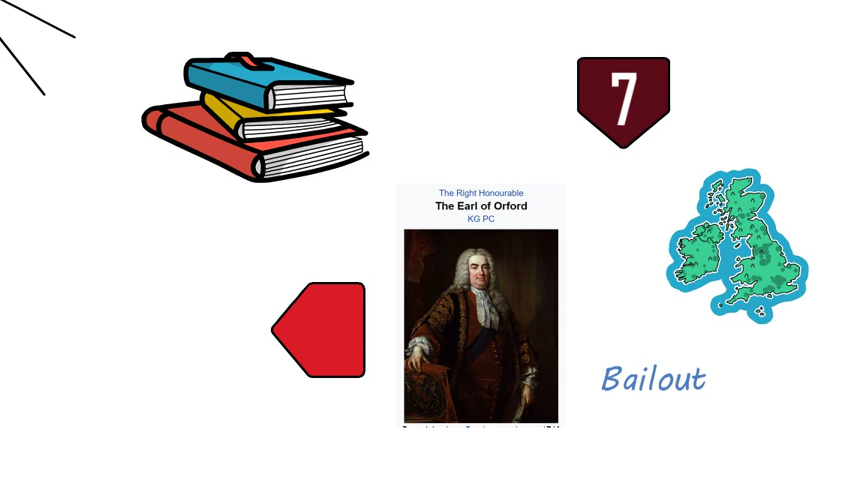 7
The Right Honourable
The Earl of Orford
KG PC
Bailout